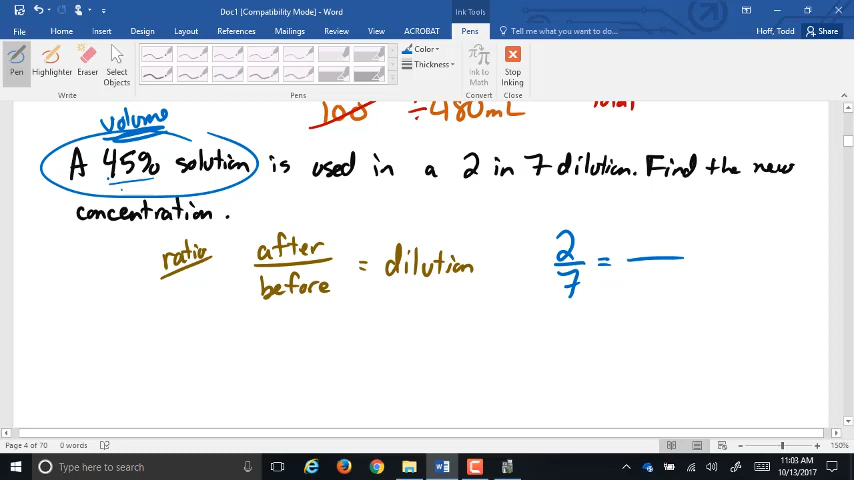 Doc1 [Compatibility Mode] - Word
Ink Tools
File Home Insert Design Layout References Mailings Review View ACROBAT Pens Tell me what you want to do... Hoff, Todd Share
Pen Highlighter Eraser Select Objects
Color
Thickness
Ink to Math
Stop Inking
Write Pens Convert Close
100 ÷480mL Total
volume
A 45% solution is used in a 2 in 7 dilution. Find the new
concentration.
ratio after/before = dilution 2/7 =
Page 4 of 70 0 words 150%
Type here to search
11:03 AM
10/13/2017